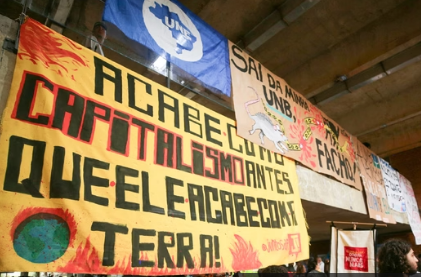 ACABE COM O
CAPITALISMO ANTES
QUE ELE ACABE COM A
TERRA!
UNE
SAI DA MINHA
UNB,
FACHO!